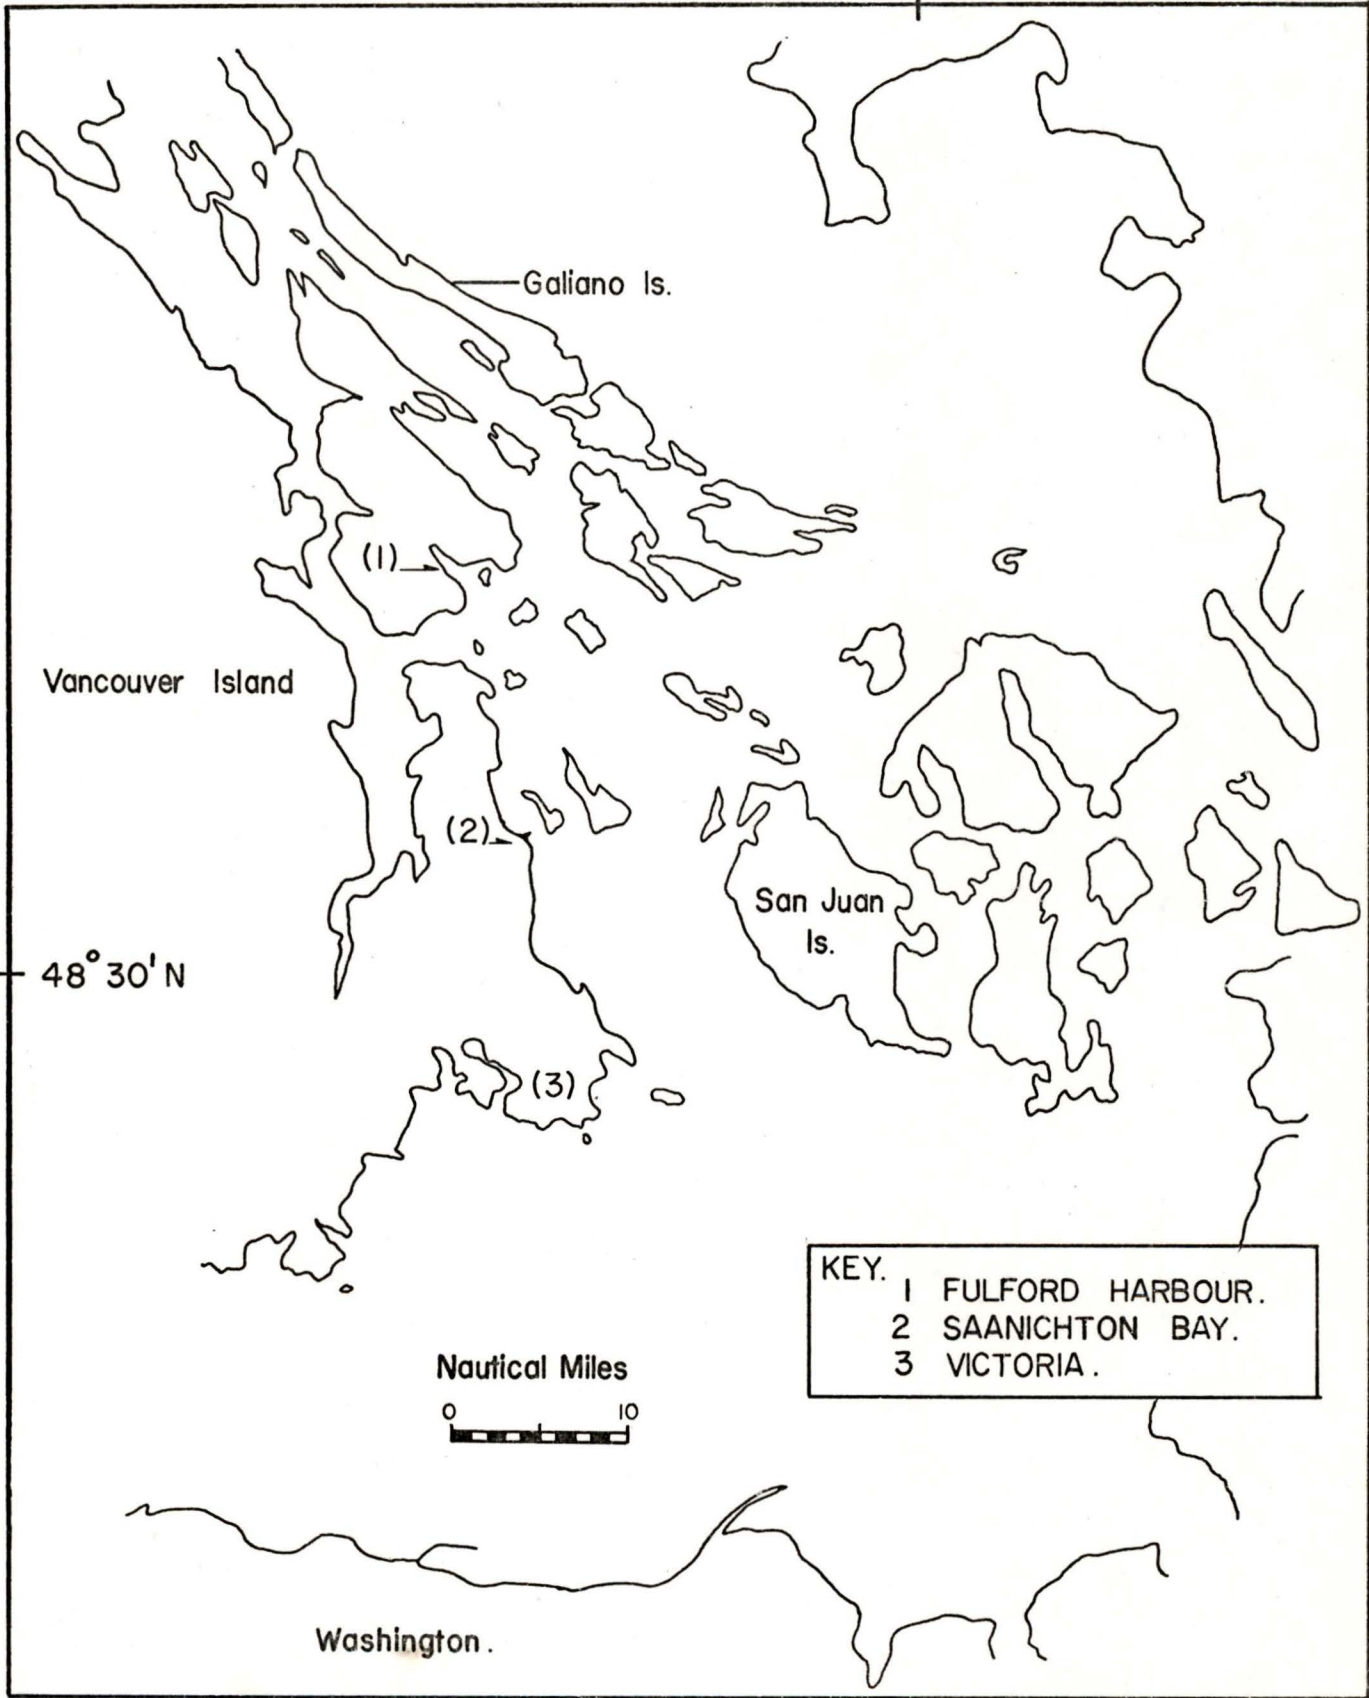 Galiano Is.
(1)
Vancouver Island
(2)
San Juan
Is.
48°30'N
(3)
KEY.
1 FULFORD HARBOUR.
2 SAANICHTON BAY.
3 VICTORIA.
Nautical Miles
0 10
Washington.